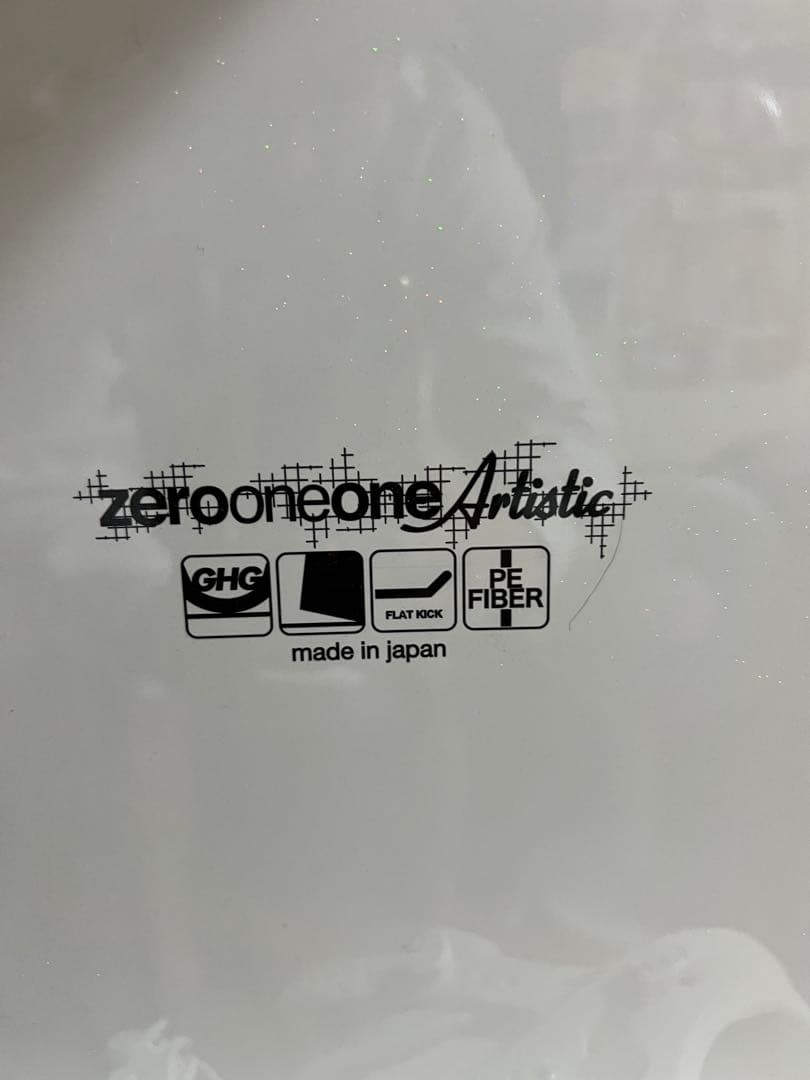 zerooneone Artistic
GHG
FLAT KICK
PE
FIBER
made in japan